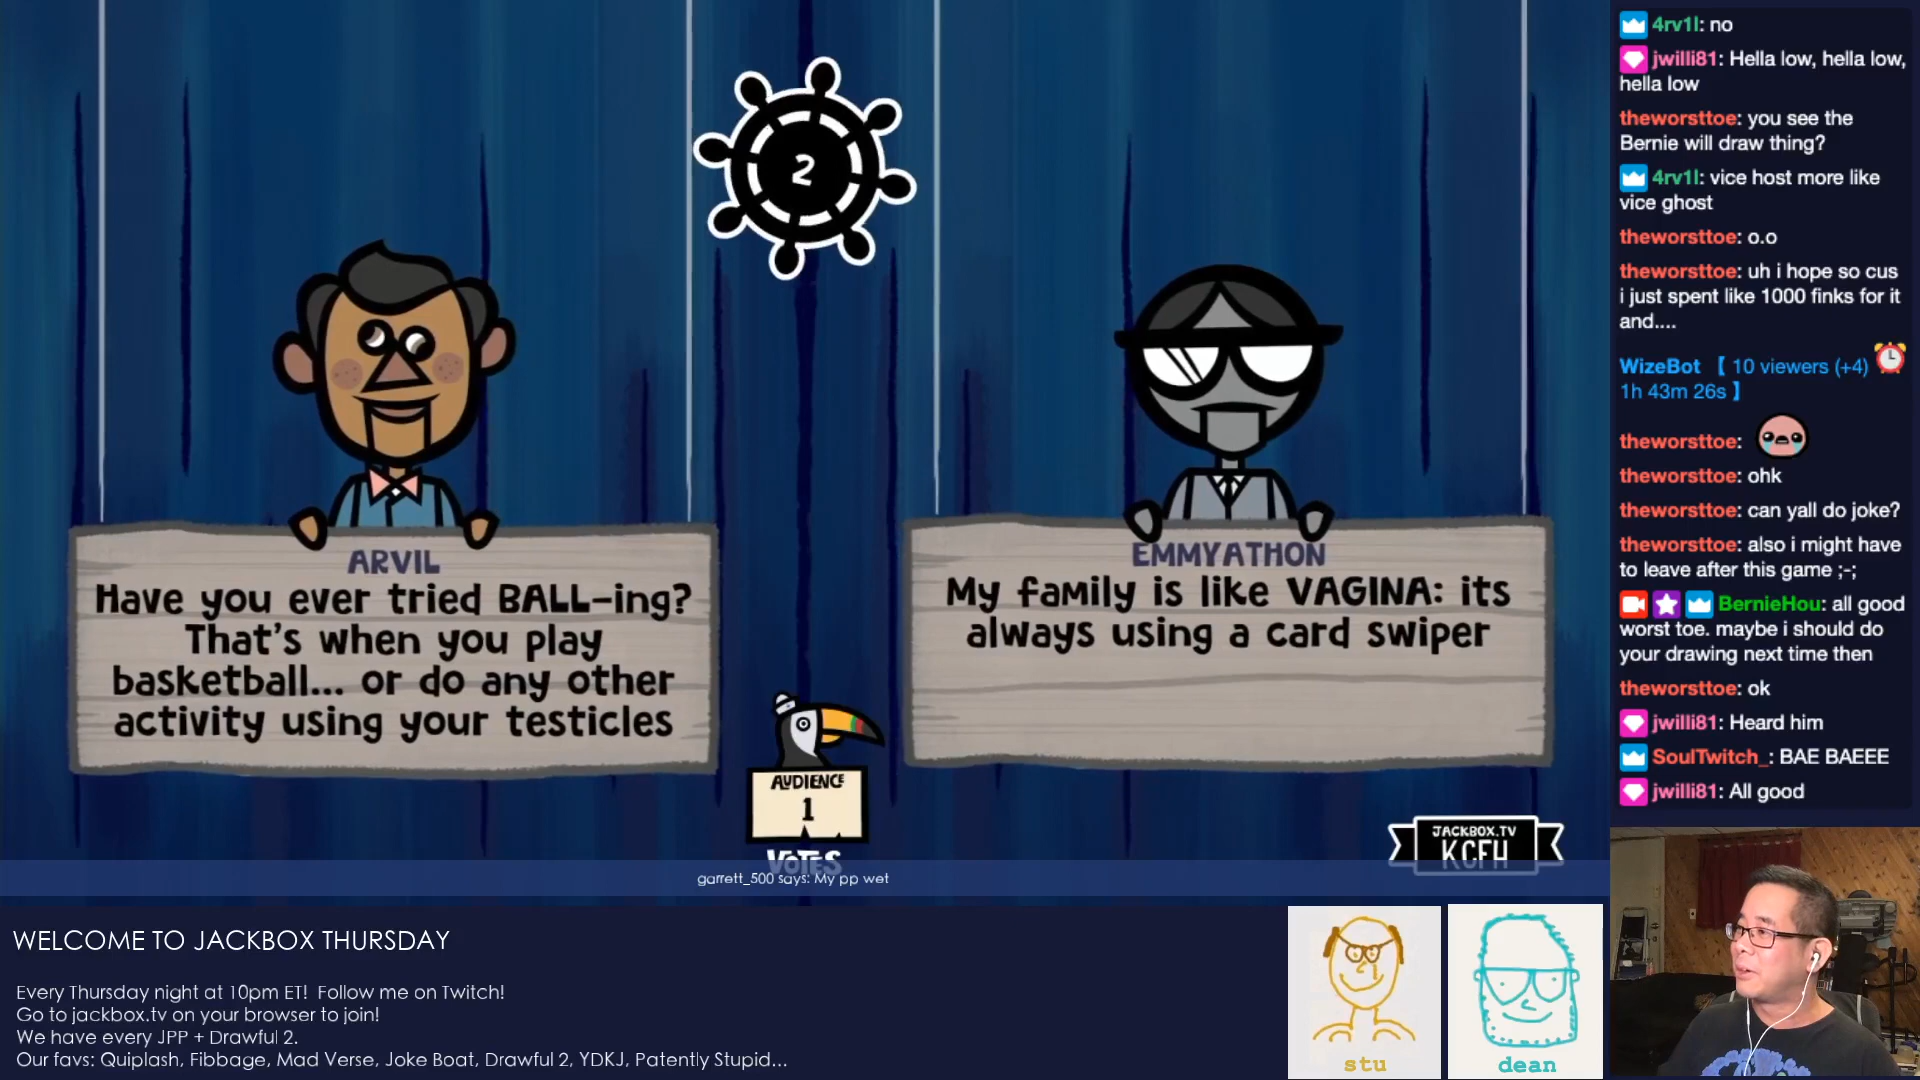 2
ARVIL
Have you ever tried BALL-ing?
That's when you play
basketball... or do any other
activity using your testicles
EMMYATHON
My family is like VAGINA: its
always using a card swiper
AUDIENCE
1
VOTES
JACKBOX.TV
KCFH
garrett_500 says: My pp wet
4rv1l: no
jwilli81: Hella low, hella low,
hella low
theworsttoe: you see the
Bernie will draw thing?
4rv1l: vice host more like
vice ghost
theworsttoe: o.o
theworsttoe: uh i hope so cus
i just spent like 1000 finks for it
and....
WizeBot 【 10 viewers (+4)
1h 43m 26s 】
theworsttoe:
theworsttoe: ohk
theworsttoe: can yall do joke?
theworsttoe: also i might have
to leave after this game ;-;
BernieHou: all good
worst toe. maybe i should do
your drawing next time then
theworsttoe: ok
jwilli81: Heard him
SoulTwitch_: BAE BAEEE
jwilli81: All good
WELCOME TO JACKBOX THURSDAY
Every Thursday night at 10pm ET! Follow me on Twitch!
Go to jackbox.tv on your browser to join!
We have every JPP + Drawful 2.
Our favs: Quiplash, Fibbage, Mad Verse, Joke Boat, Drawful 2, YDKJ, Patently Stupid...
stu
dean